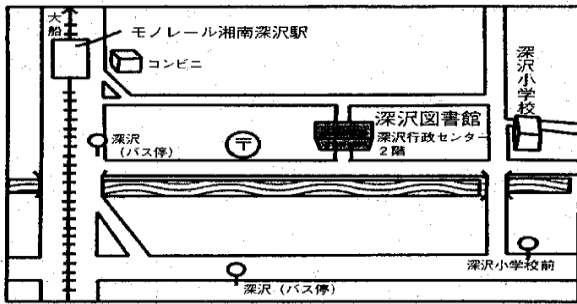 大船
モノレール湘南深沢駅
コンビニ
深沢小学校
深沢図書館
深沢行政センター
2階
深沢
(バス停)
〒
深沢小学校前
深沢(バス停)